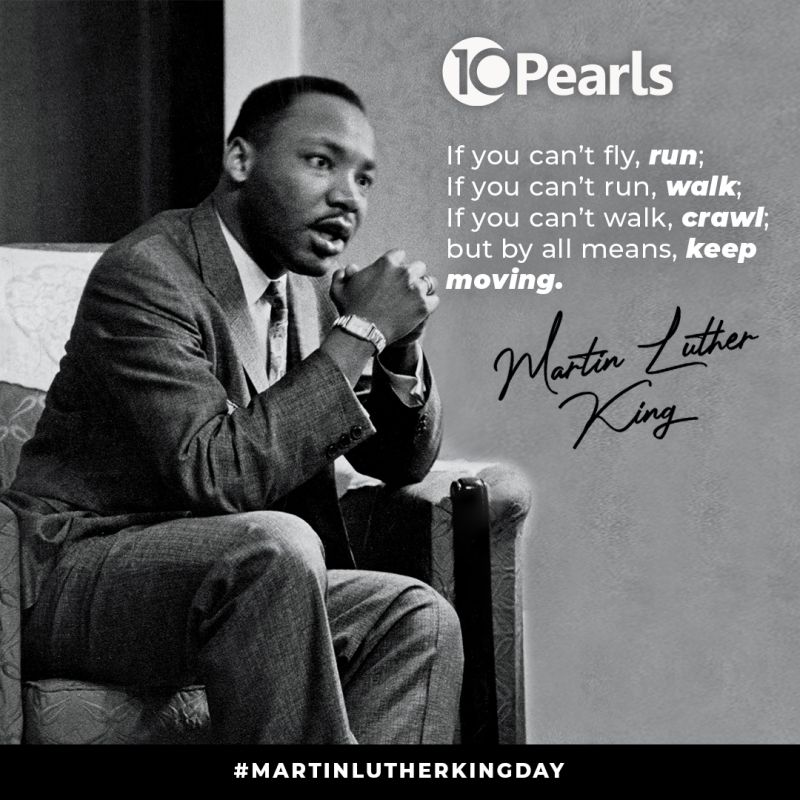 10Pearls
If you can’t fly, run;
If you can’t run, walk;
If you can’t walk, crawl;
but by all means, keep
moving.
Martin Luther
King
#MARTINLUTHERKINGDAY